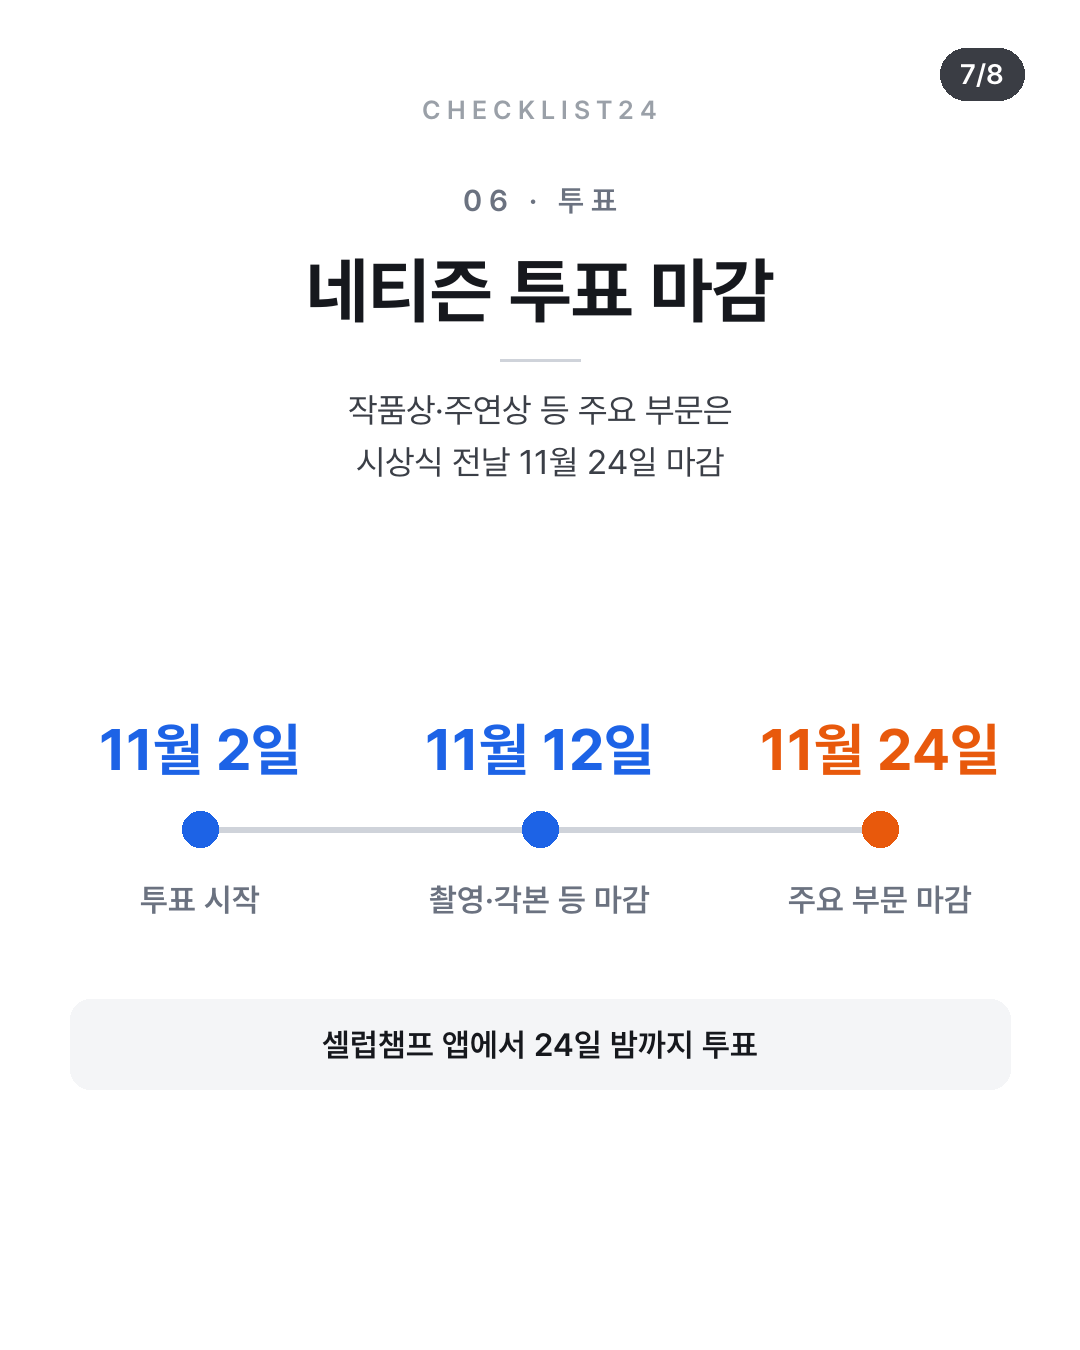 7/8
CHECKLIST24
06 · 투표
네티즌 투표 마감
작품상·주연상 등 주요 부문은
시상식 전날 11월 24일 마감
11월 2일
11월 12일
11월 24일
투표 시작
촬영·각본 등 마감
주요 부문 마감
셀럽챔프 앱에서 24일 밤까지 투표